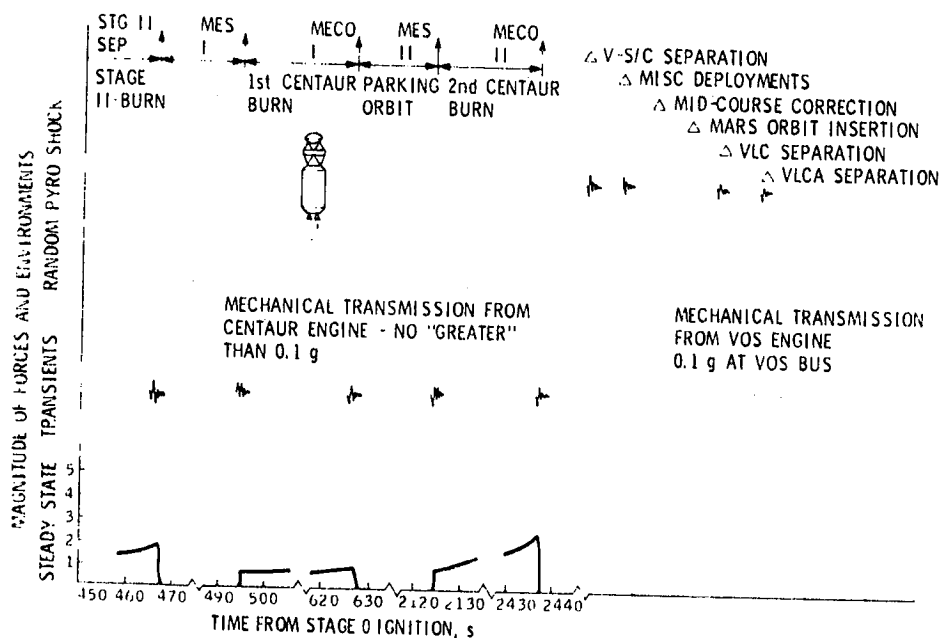 STG II
SEP
MES
I
MECO
I
MES
II
MECO
II
STAGE
II BURN
1st CENTAUR
BURN
PARKING
ORBIT
2nd CENTAUR
BURN
V-S/C SEPARATION
MISC DEPLOYMENTS
MID-COURSE CORRECTION
MARS ORBIT INSERTION
VLC SEPARATION
VLCA SEPARATION
MECHANICAL TRANSMISSION FROM
CENTAUR ENGINE - NO "GREATER"
THAN 0.1 g
MECHANICAL TRANSMISSION
FROM VOS ENGINE
0.1 g AT VOS BUS
MAGNITUDE OF FORCES AND ENVIRONMENTS
STEADY STATE TRANSIENTS RANDOM PYRO SHOCK
5
4
3
2
1
450 460 470 490 500 620 630 2120 2130 2430 2440
TIME FROM STAGE 0 IGNITION, s